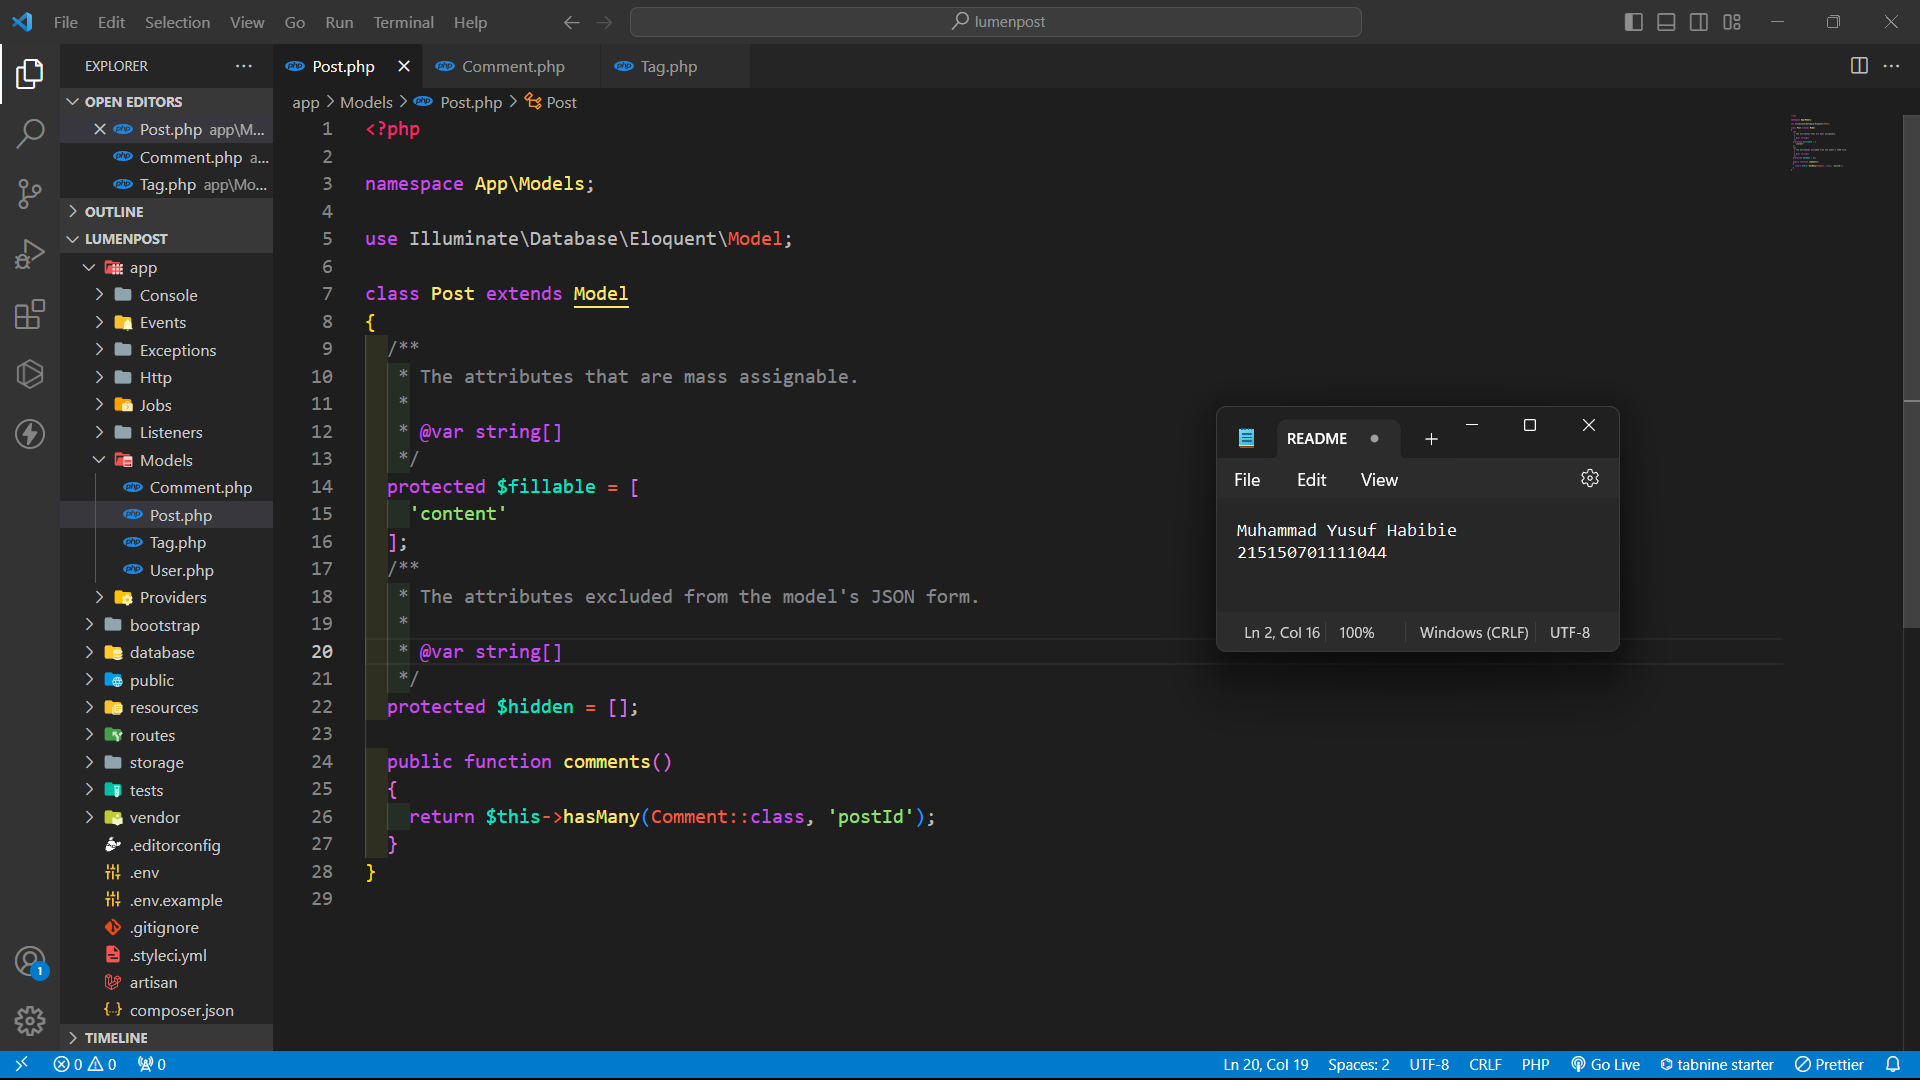 File Edit Selection View Go Run Terminal Help
lumenpost
EXPLORER
OPEN EDITORS
Post.php app\M...
Comment.php a...
Tag.php app\Mo...
OUTLINE
LUMENPOST
app
Console
Events
Exceptions
Http
Jobs
Listeners
Models
Comment.php
Post.php
Tag.php
User.php
Providers
bootstrap
database
public
resources
routes
storage
tests
vendor
.editorconfig
.env
.env.example
.gitignore
.styleci.yml
artisan
composer.json
TIMELINE
1
Post.php
Comment.php
Tag.php
app > Models > Post.php > Post
1 <?php
2
3 namespace App\Models;
4
5 use Illuminate\Database\Eloquent\Model;
6
7 class Post extends Model
8 {
9 /**
10 * The attributes that are mass assignable.
11 *
12 * @var string[]
13 */
14 protected $fillable = [
15 'content'
16 ];
17 /**
18 * The attributes excluded from the model's JSON form.
19 *
20 * @var string[]
21 */
22 protected $hidden = [];
23
24 public function comments()
25 {
26 return $this->hasMany(Comment::class, 'postId');
27 }
28 }
29
README
File Edit View
Muhammad Yusuf Habibie
215150701111044
Ln 2, Col 16 100% Windows (CRLF) UTF-8
0 0 0 Ln 20, Col 19 Spaces: 2 UTF-8 CRLF PHP Go Live tabnine starter Prettier